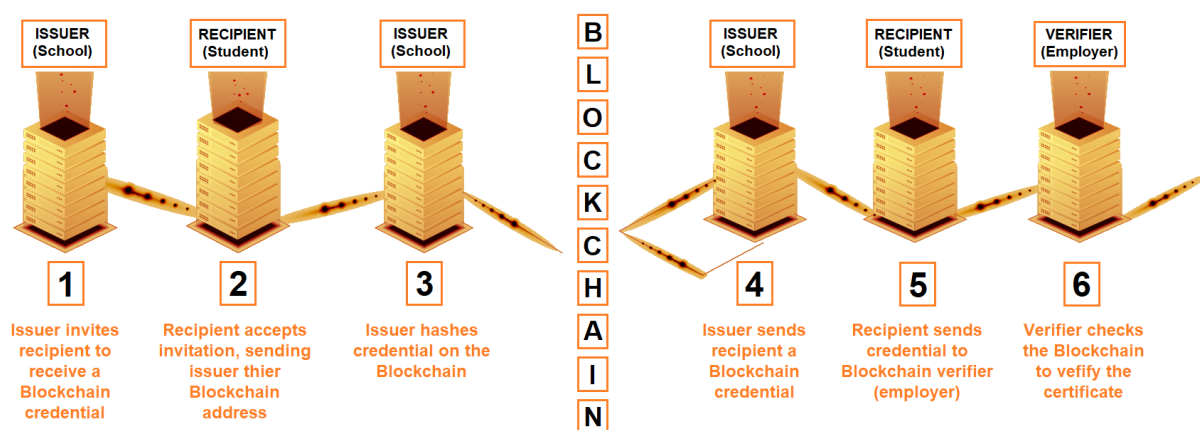 ISSUER
(School)
RECIPIENT
(Student)
ISSUER
(School)
B
L
O
C
K
C
H
A
I
N
ISSUER
(School)
RECIPIENT
(Student)
VERIFIER
(Employer)
1
Issuer invites
recipient to
receive a
Blockchain
credential
2
Recipient accepts
invitation, sending
issuer thier
Blockchain
address
3
Issuer hashes
credential on the
Blockchain
4
Issuer sends
recipient a
Blockchain
credential
5
Recipient sends
credential to
Blockchain verifier
(employer)
6
Verifier checks
the Blockchain
to vefify the
certificate